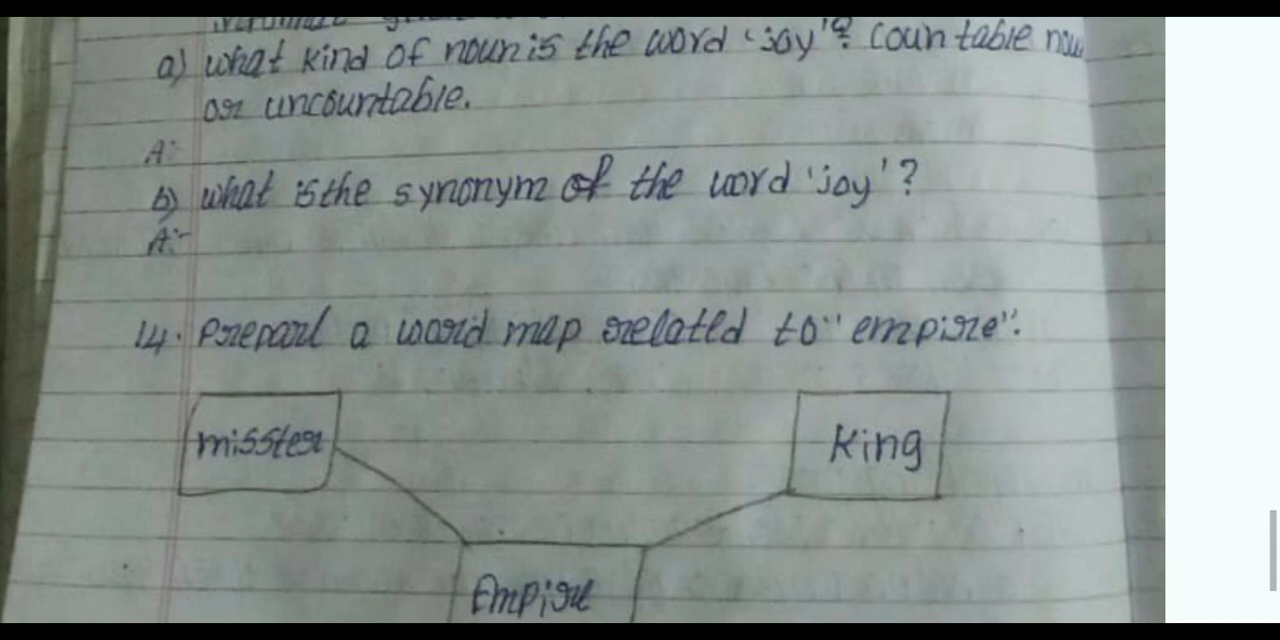 a) what kind of noun is the word 'joy'? countable noun
or uncountable.
A:-
b) what is the synonym of the word 'joy'?
A:-
14. Prepare a word map related to "empire".
misster
King
Empire